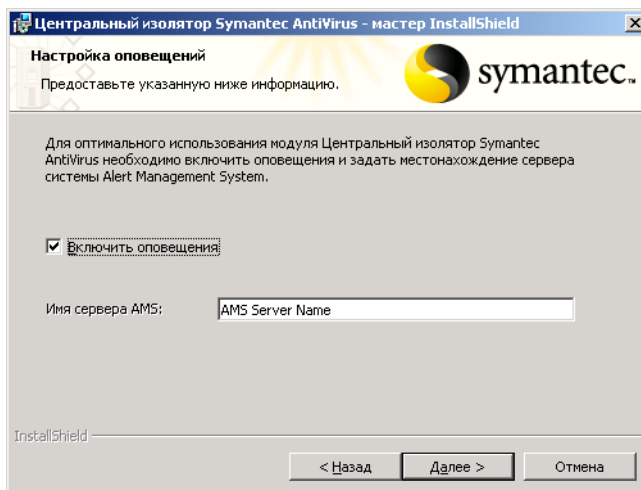 Центральный изолятор Symantec AntiVirus - мастер InstallShield
Настройка оповещений
Предоставьте указанную ниже информацию.
symantec™
Для оптимального использования модуля Центральный изолятор Symantec
AntiVirus необходимо включить оповещения и задать местонахождение сервера
системы Alert Management System.
Включить оповещения
Имя сервера AMS:
AMS Server Name
InstallShield
< Назад
Далее >
Отмена